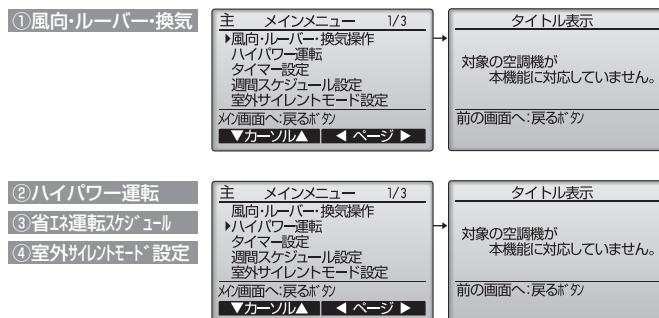 ①風向・ルーバー・換気
主 メインメニュー 1/3
▶風向・ルーバー・換気操作
ハイパワー運転
タイマー設定
週間スケジュール設定
室外サイレントモード設定
ﾒｲﾝ画面へ:戻るﾎﾞﾀﾝ
▼カーソル▲ ◀ ページ ▶
タイトル表示
対象の空調機が
本機能に対応していません。
前の画面へ:戻るﾎﾞﾀﾝ
②ハイパワー運転
③省ｴﾈ運転ｽｹｼﾞｭｰﾙ
④室外ｻｲﾚﾝﾄﾓｰﾄﾞ設定
主 メインメニュー 1/3
風向・ルーバー・換気操作
▶ハイパワー運転
タイマー設定
週間スケジュール設定
室外サイレントモード設定
ﾒｲﾝ画面へ:戻るﾎﾞﾀﾝ
▼カーソル▲ ◀ ページ ▶
タイトル表示
対象の空調機が
本機能に対応していません。
前の画面へ:戻るﾎﾞﾀﾝ